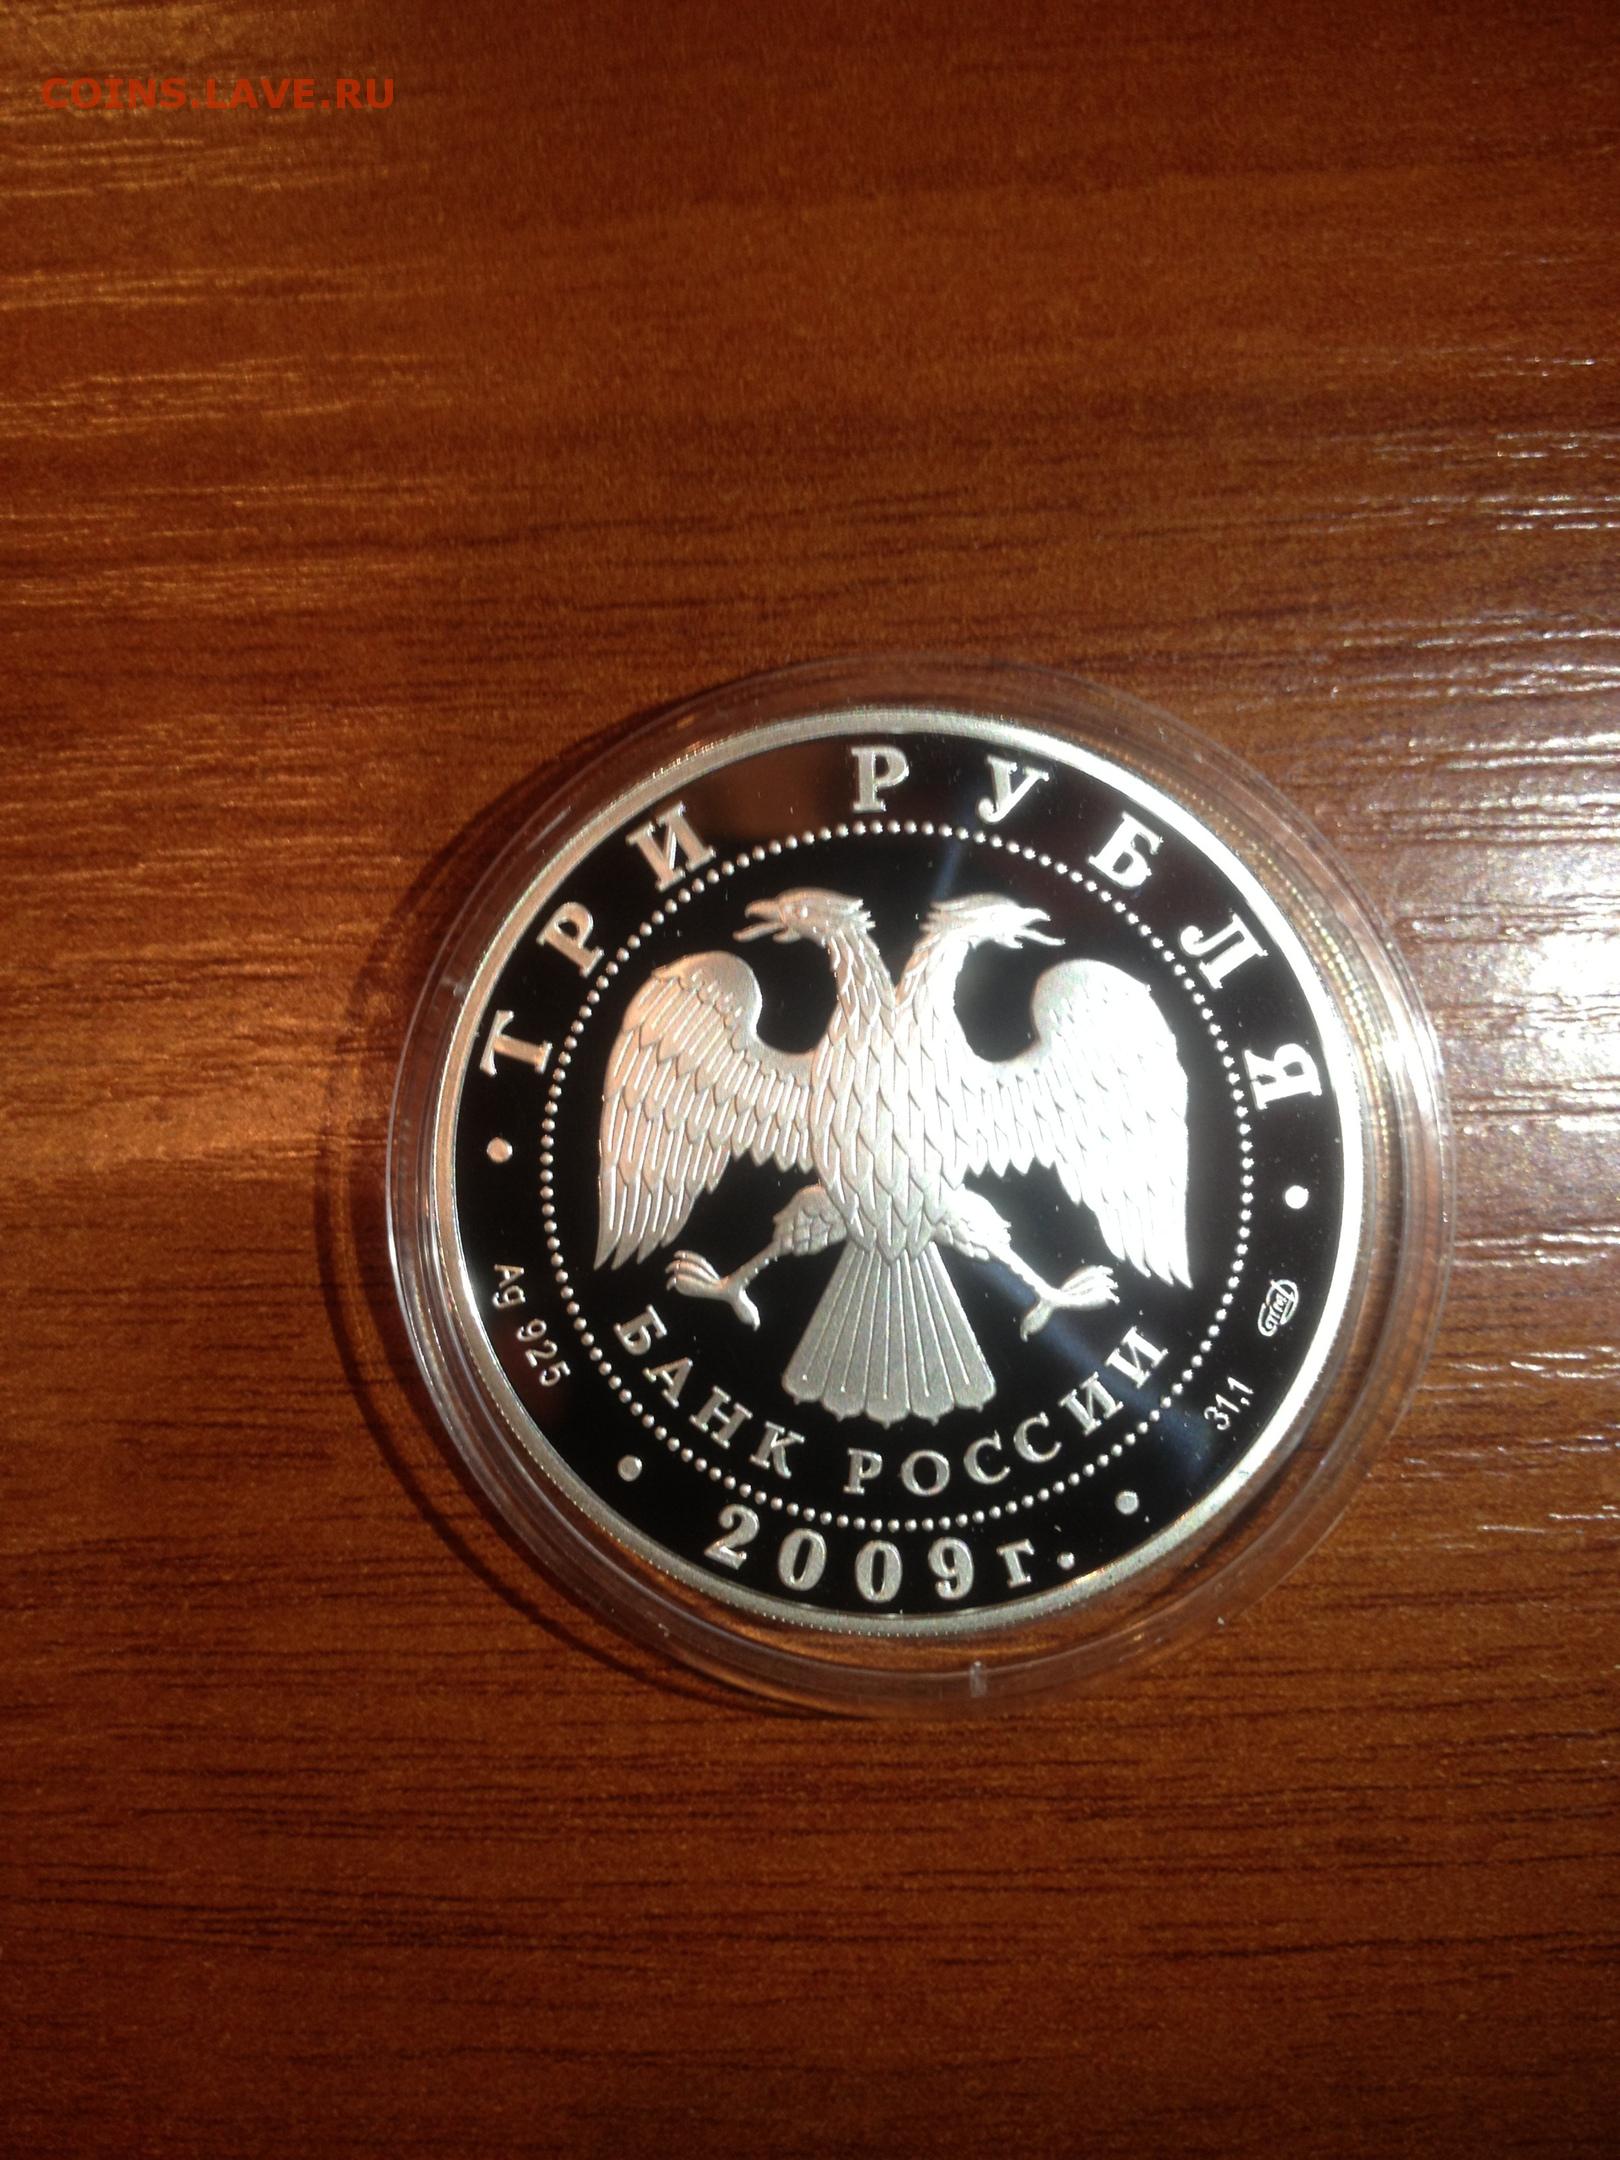 COINS.LAVE.RU
ТРИ РУБЛЯ
Ag 925
31,1
БАНК РОССИИ
2009г.